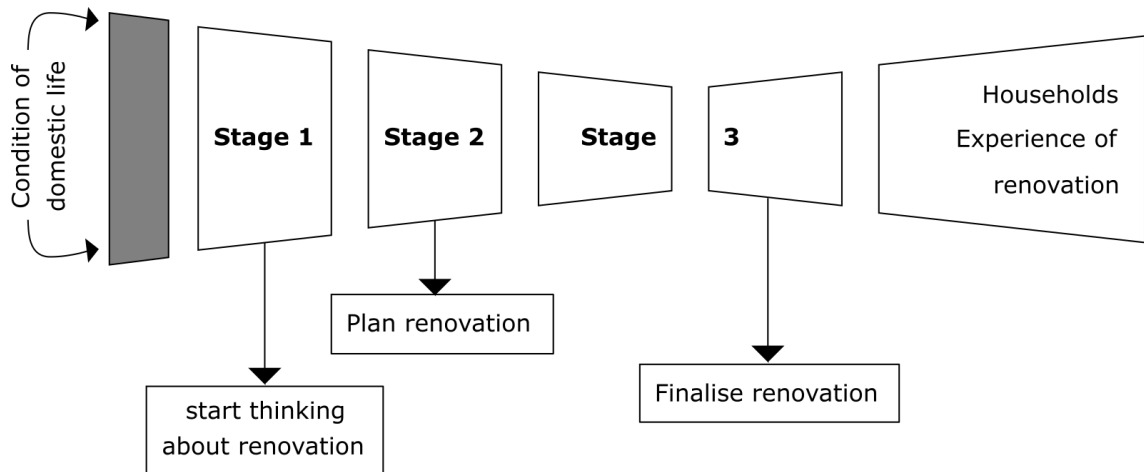 Condition of
domestic life
Stage 1
Stage 2
Stage 3
Households
Experience of
renovation
Plan renovation
Finalise renovation
start thinking
about renovation